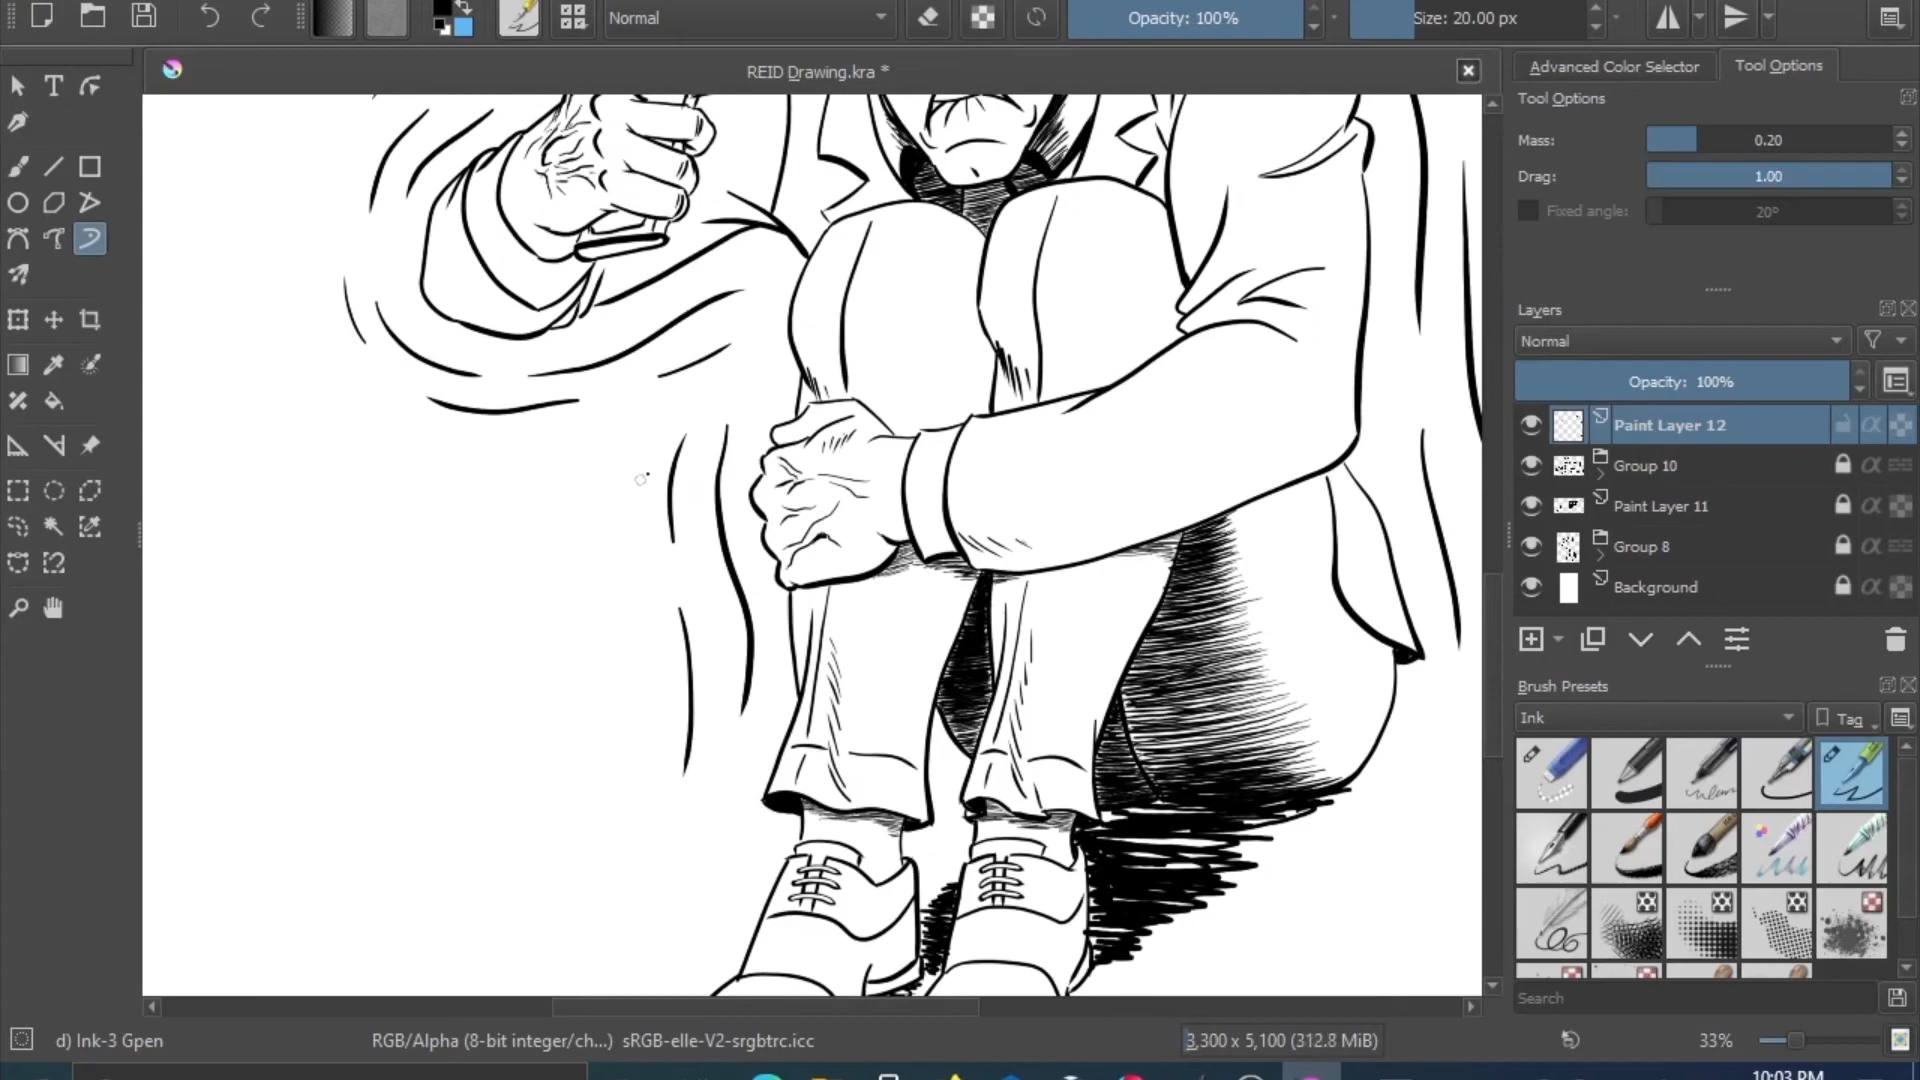 Normal
Opacity: 100%
Size: 20.00 px
REID Drawing.kra *
Advanced Color Selector
Tool Options
Tool Options
Mass:
0.20
Drag:
1.00
Fixed angle:
20°
Layers
Normal
Opacity: 100%
Paint Layer 12
Group 10
Paint Layer 11
Group 8
Background
Brush Presets
Ink
Tag
Search
d) Ink-3 Gpen
RGB/Alpha (8-bit integer/ch...) sRGB-elle-V2-srgbtrc.icc
3,300 x 5,100 (312.8 MiB)
33%
10:03 PM